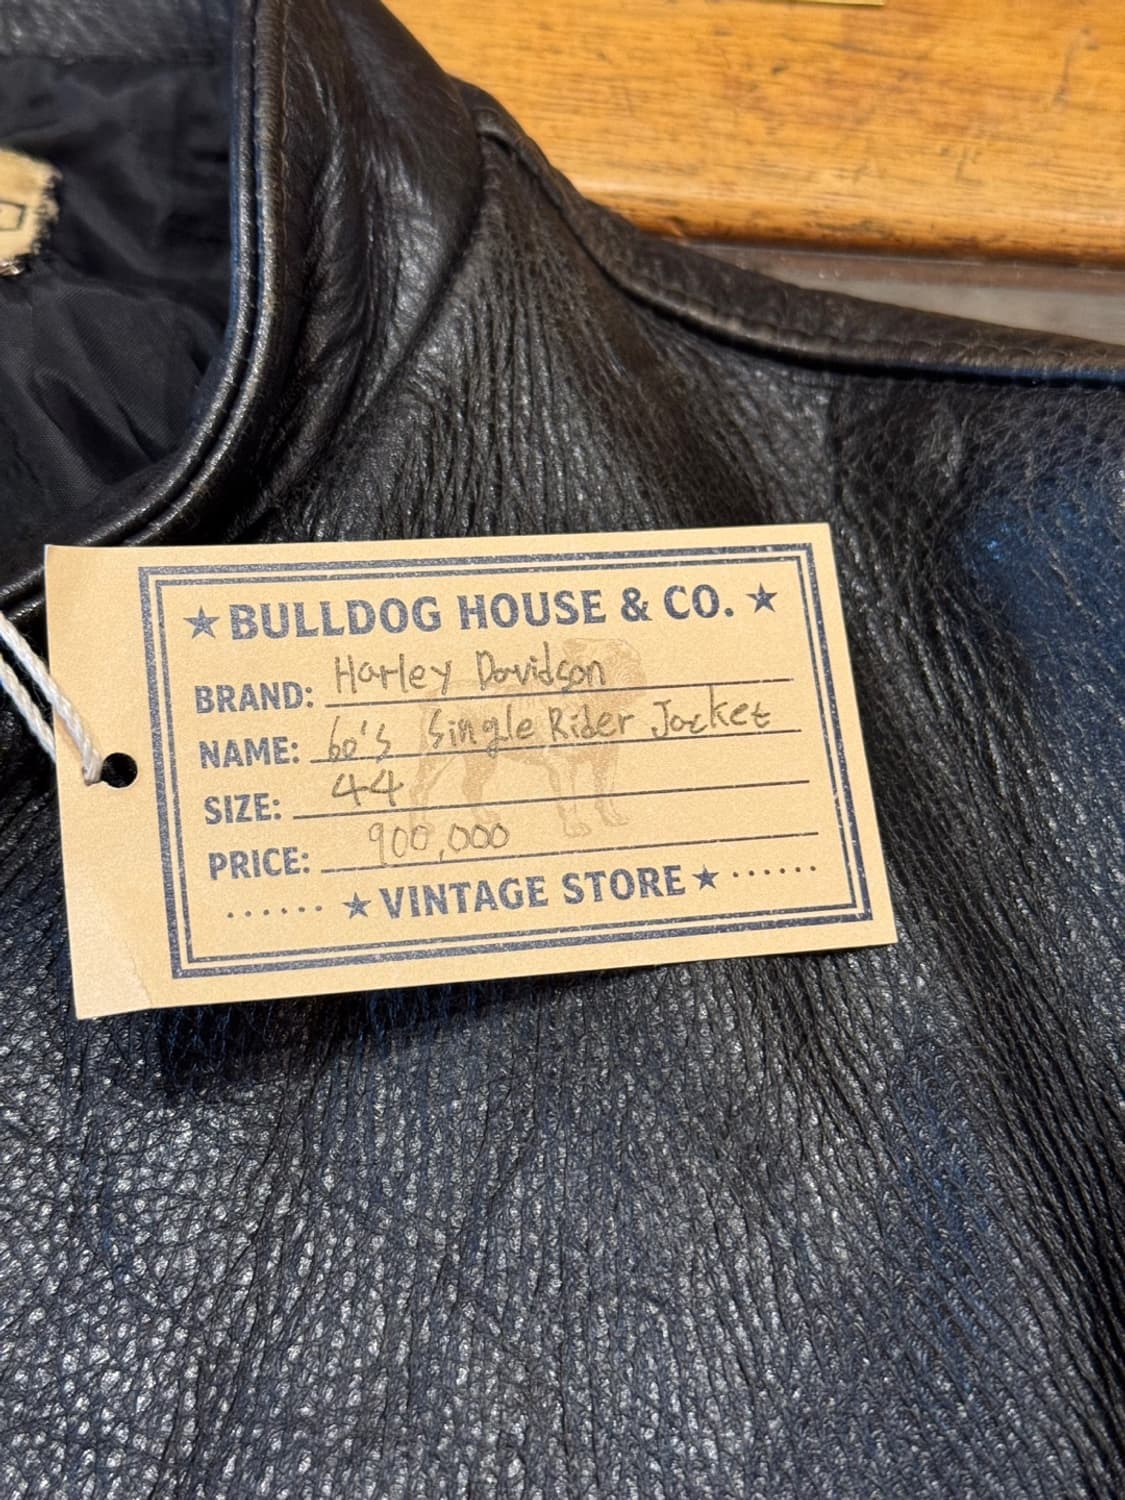 ★BULLDOG HOUSE & CO.★
BRAND: Harley Davidson
NAME: 60's Single Rider Jacket
SIZE: 44
PRICE: 900,000
......★VINTAGE STORE★......